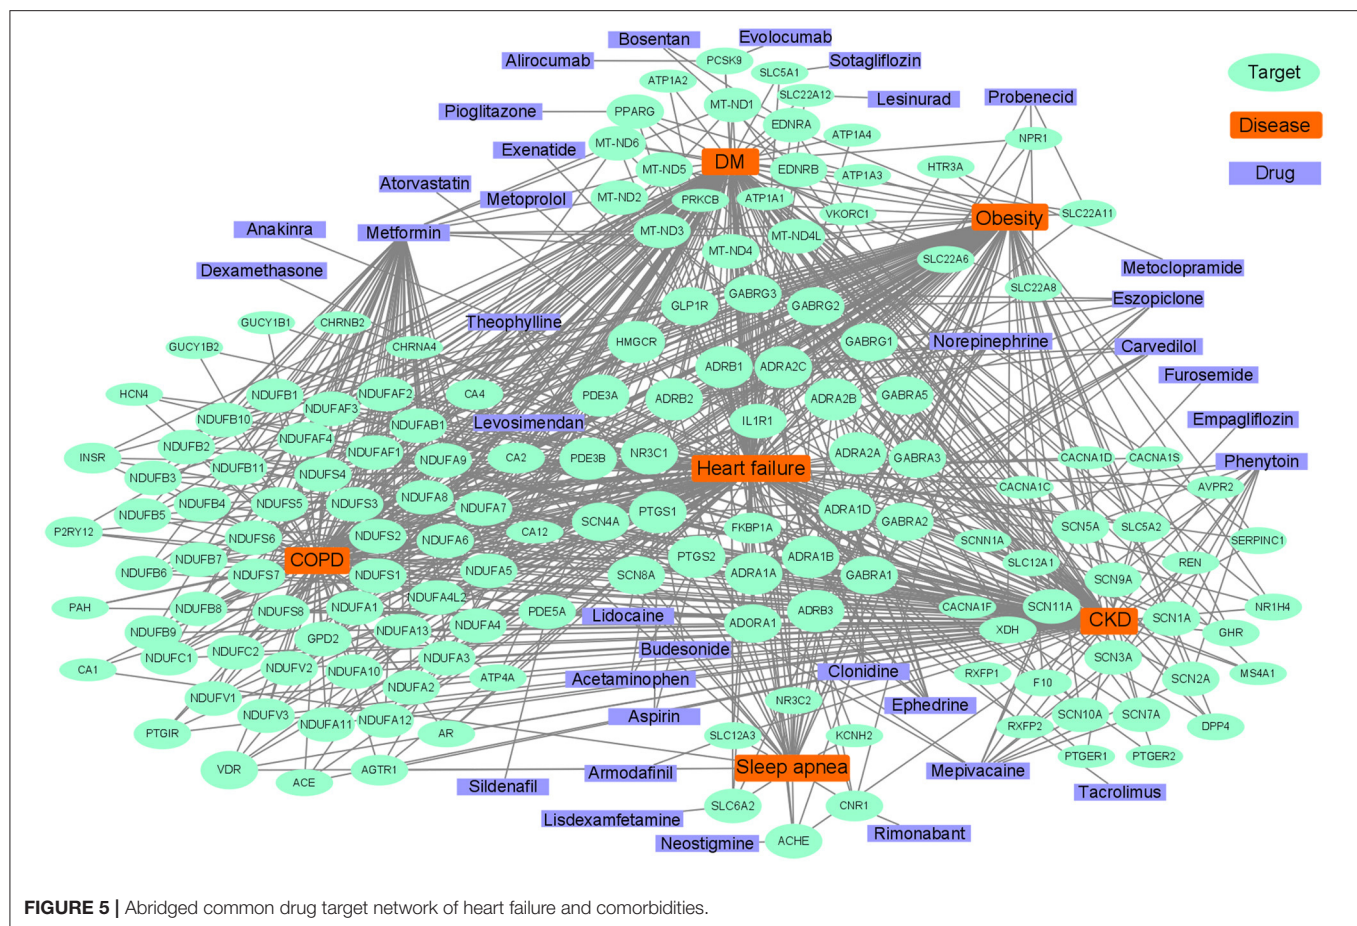 Bosentan
Evolocumab
Alirocumab
PCSK9
SLC5A1
Sotagliflozin
Target
ATP1A2
SLC22A12
Lesinurad
Probenecid
Pioglitazone
PPARG
MT-ND1
EDNRA
ATP1A4
NPR1
Disease
Exenatide
MT-ND6
DM
EDNRB
HTR3A
Drug
Atorvastatin
MT-ND5
ATP1A3
Metoprolol
MT-ND2
PRKCB
ATP1A1
VKORC1
Obesity
SLC22A11
Anakinra
Metformin
MT-ND3
MT-ND4
MT-ND4L
Dexamethasone
SLC22A6
Metoclopramide
SLC22A8
Eszopiclone
GLP1R
GABRG3
GABRG2
GUCY1B1
CHRNB2
Theophylline
HMGCR
GABRG1
Norepinephrine
Carvedilol
GUCY1B2
CHRNA4
ADRB1
ADRA2C
Furosemide
HCN4
NDUFB1
NDUFAF2
CA4
PDE3A
ADRB2
ADRA2B
GABRA5
NDUFAF3
NDUFB10
NDUFAB1
Levosimendan
IL1R1
Empagliflozin
NDUFB2
NDUFAF4
NDUFAF1
NDUFA9
CA2
PDE3B
NR3C1
ADRA2A
GABRA3
CACNA1D
CACNA1S
Phenytoin
INSR
NDUFB11
NDUFS4
Heart failure
NDUFB3
CACNA1C
AVPR2
NDUFB4
NDUFS5
NDUFS3
NDUFA8
NDUFA7
NDUFB5
PTGS1
ADRA1D
SCN4A
FKBP1A
GABRA2
SCN5A
SLC5A2
P2RY12
NDUFS6
NDUFS2
NDUFA6
CA12
SCNN1A
SERPINC1
NDUFB7
COPD
PTGS2
ADRA1B
SLC12A1
REN
NDUFB6
NDUFS7
NDUFS1
NDUFA5
SCN8A
ADRA1A
GABRA1
SCN9A
PAH
NDUFB8
NDUFS8
NDUFA1
NDUFA4L2
PDE5A
Lidocaine
ADRB3
CACNA1F
SCN11A
NR1H4
CKD
SCN1A
NDUFB9
GPD2
NDUFA13
NDUFA4
ADORA1
XDH
GHR
NDUFC1
NDUFC2
NDUFA3
Budesonide
SCN3A
CA1
NDUFV2
NDUFA10
ATP4A
Acetaminophen
Clonidine
RXFP1
F10
SCN2A
MS4A1
NDUFV1
NDUFA2
NR3C2
Ephedrine
NDUFV3
NDUFA11
NDUFA12
Aspirin
SCN10A
SCN7A
PTGIR
AR
SLC12A3
KCNH2
RXFP2
DPP4
VDR
ACE
AGTR1
Armodafinil
Sleep apnea
Mepivacaine
PTGER1
PTGER2
Sildenafil
Tacrolimus
Lisdexamfetamine
SLC6A2
CNR1
Neostigmine
ACHE
Rimonabant
FIGURE 5 | Abridged common drug target network of heart failure and comorbidities.